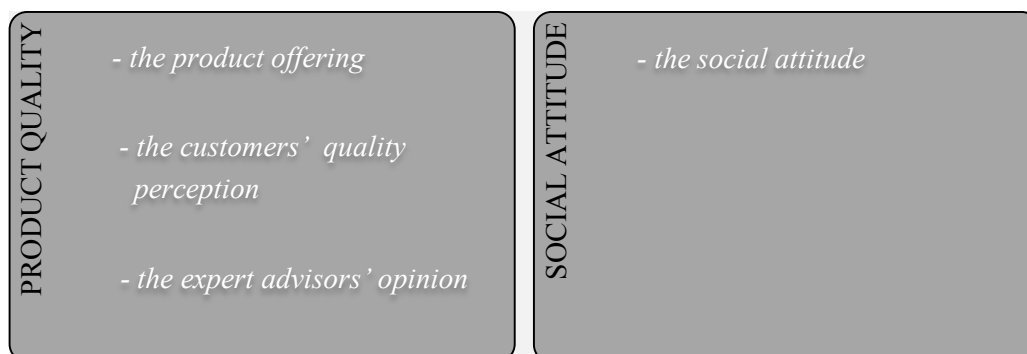 PRODUCT QUALITY
- the product offering
- the customers’ quality
perception
- the expert advisors’ opinion
SOCIAL ATTITUDE
- the social attitude